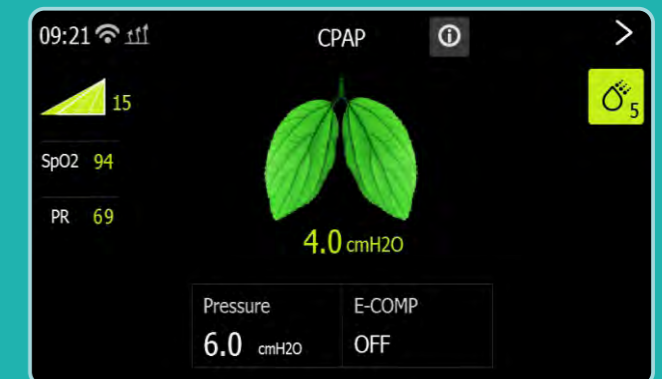 09:21 CPAP
15
5
SpO2 94
PR 69
4.0 cmH2O
Pressure E-COMP
6.0 cmH2O OFF